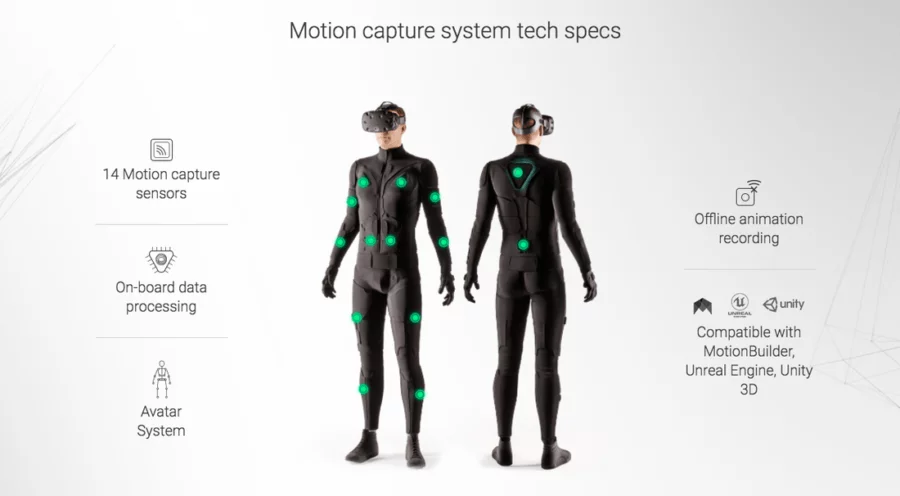 Motion capture system tech specs
14 Motion capture
sensors
On-board data
processing
Avatar
System
Offline animation
recording
UNREAL
unity
Compatible with
MotionBuilder,
Unreal Engine, Unity
3D